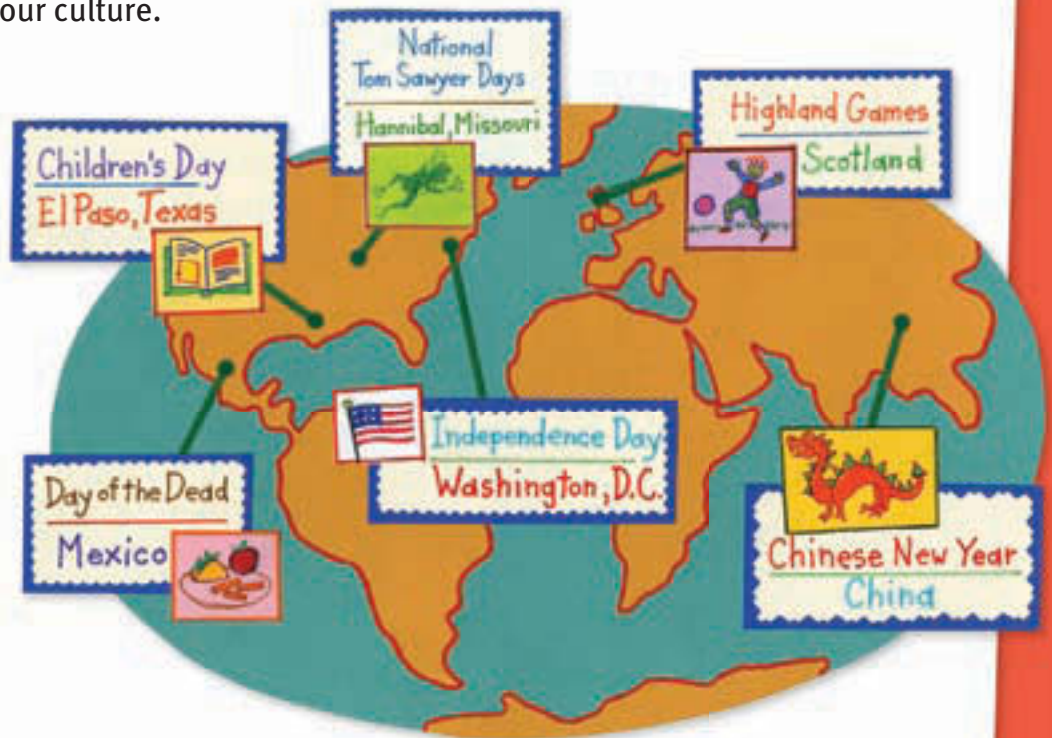 our culture.
National
Tom Sawyer Days
Hannibal, Missouri
Highland Games
Scotland
Children's Day
El Paso, Texas
Independence Day
Washington, D.C.
Day of the Dead
Mexico
Chinese New Year
China